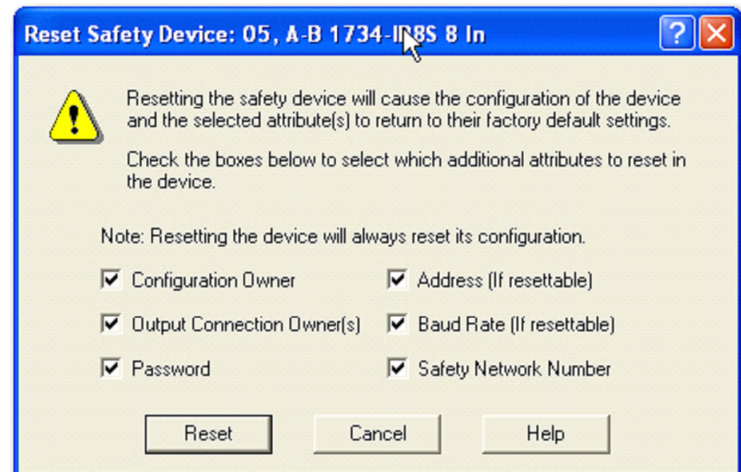 Reset Safety Device: 05, A-B 1734-IB8S 8 In
Resetting the safety device will cause the configuration of the device
and the selected attribute(s) to return to their factory default settings.
Check the boxes below to select which additional attributes to reset in
the device.
Note: Resetting the device will always reset its configuration.
Configuration Owner
Address (If resettable)
Output Connection Owner(s)
Baud Rate (If resettable)
Password
Safety Network Number
Reset
Cancel
Help